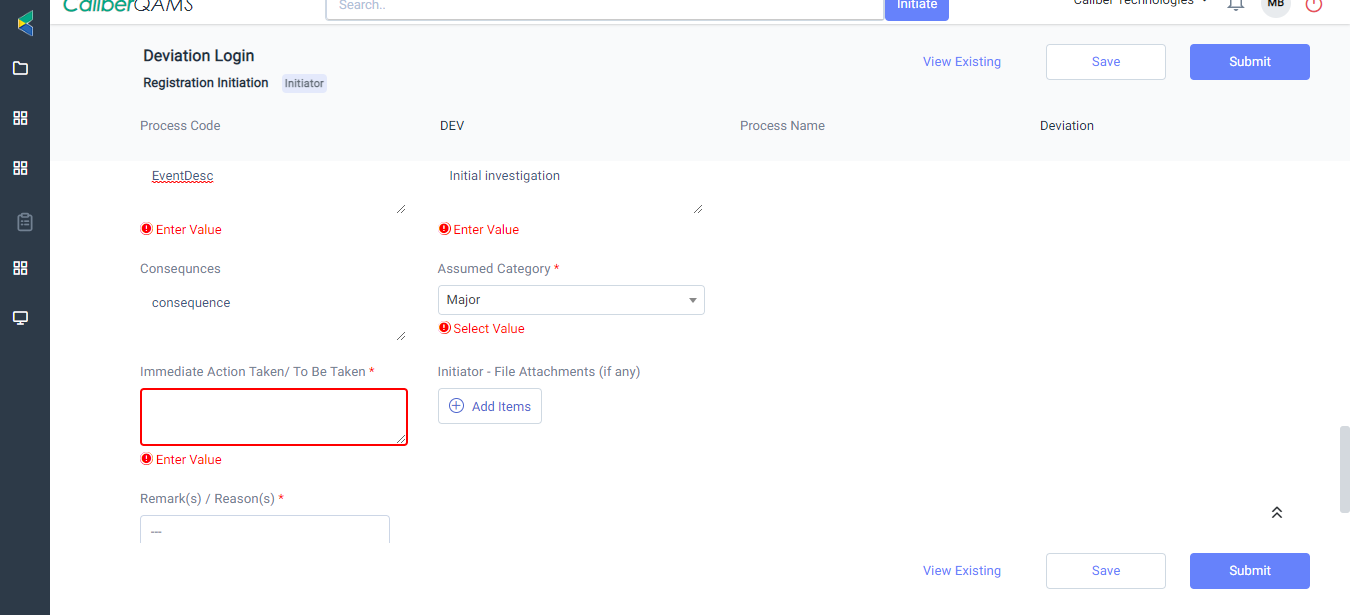 CaliberQAMS
Search..
Initiate
Caliber Technologies
MB
Deviation Login
Registration Initiation Initiator
View Existing
Save
Submit
Process Code
DEV
Process Name
Deviation
EventDesc
Initial investigation
Enter Value
Enter Value
Consequnces
Assumed Category *
consequence
Major
Select Value
Immediate Action Taken/ To Be Taken *
Initiator - File Attachments (if any)
Add Items
Enter Value
Remark(s) / Reason(s) *
---
View Existing
Save
Submit